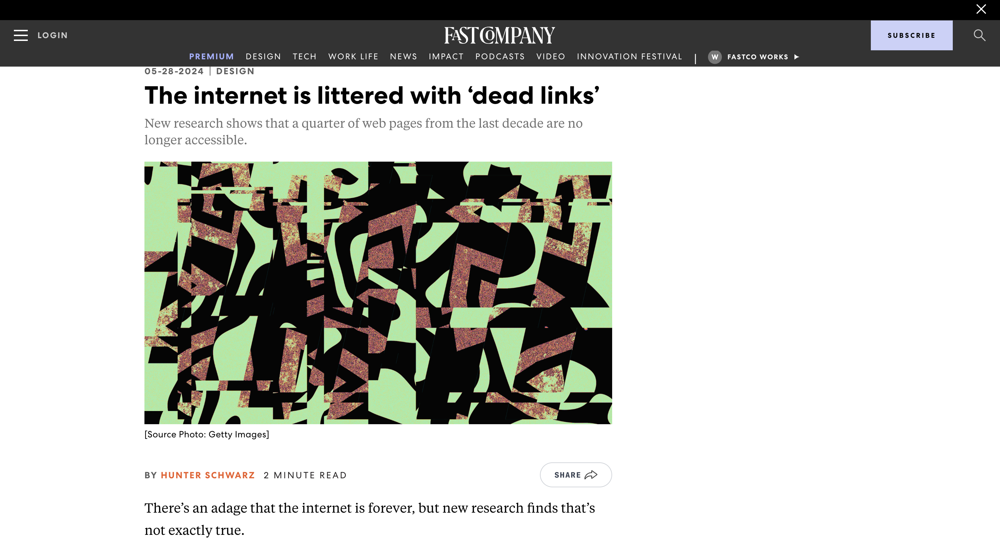 LOGIN
FAST COMPANY
SUBSCRIBE
PREMIUM DESIGN TECH WORK LIFE NEWS IMPACT PODCASTS VIDEO INNOVATION FESTIVAL | W FASTCO WORKS
05-28-2024 | DESIGN
The internet is littered with ‘dead links’
New research shows that a quarter of web pages from the last decade are no
longer accessible.
[Source Photo: Getty Images]
BY HUNTER SCHWARZ 2 MINUTE READ
SHARE
There’s an adage that the internet is forever, but new research finds that’s
not exactly true.